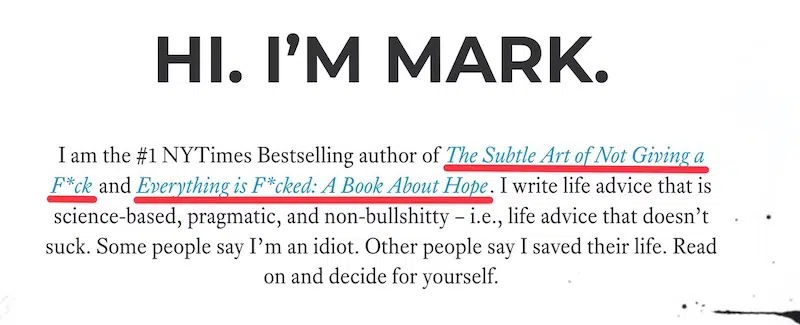 HI. I’M MARK.
I am the #1 NYTimes Bestselling author of The Subtle Art of Not Giving a
F*ck and Everything is F*cked: A Book About Hope. I write life advice that is
science-based, pragmatic, and non-bullshitty – i.e., life advice that doesn’t
suck. Some people say I’m an idiot. Other people say I saved their life. Read
on and decide for yourself.